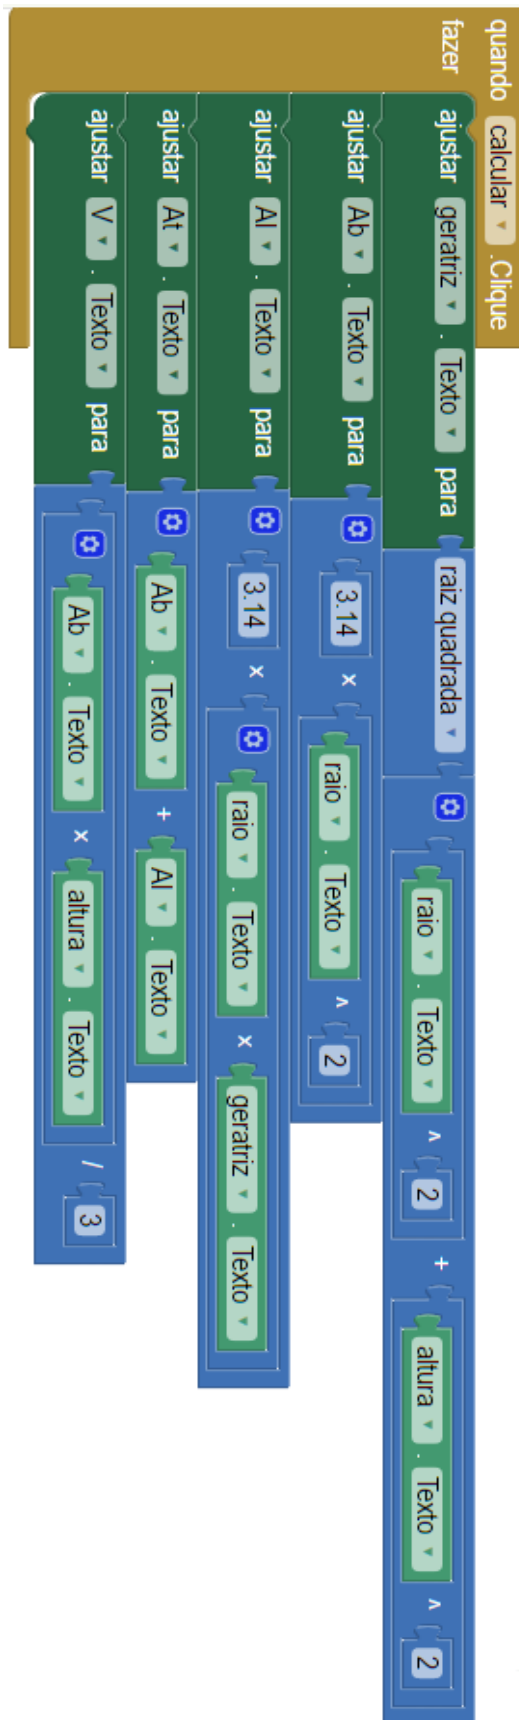 quando calcular .Clique
fazer
ajustar geratriz . Texto para raiz quadrada raio . Texto ^ 2 + altura . Texto ^ 2
ajustar Ab . Texto para 3.14 × raio . Texto ^ 2
ajustar Al . Texto para 3.14 × raio . Texto × geratriz . Texto
ajustar At . Texto para Ab . Texto + Al . Texto
ajustar V . Texto para Ab . Texto × altura . Texto / 3